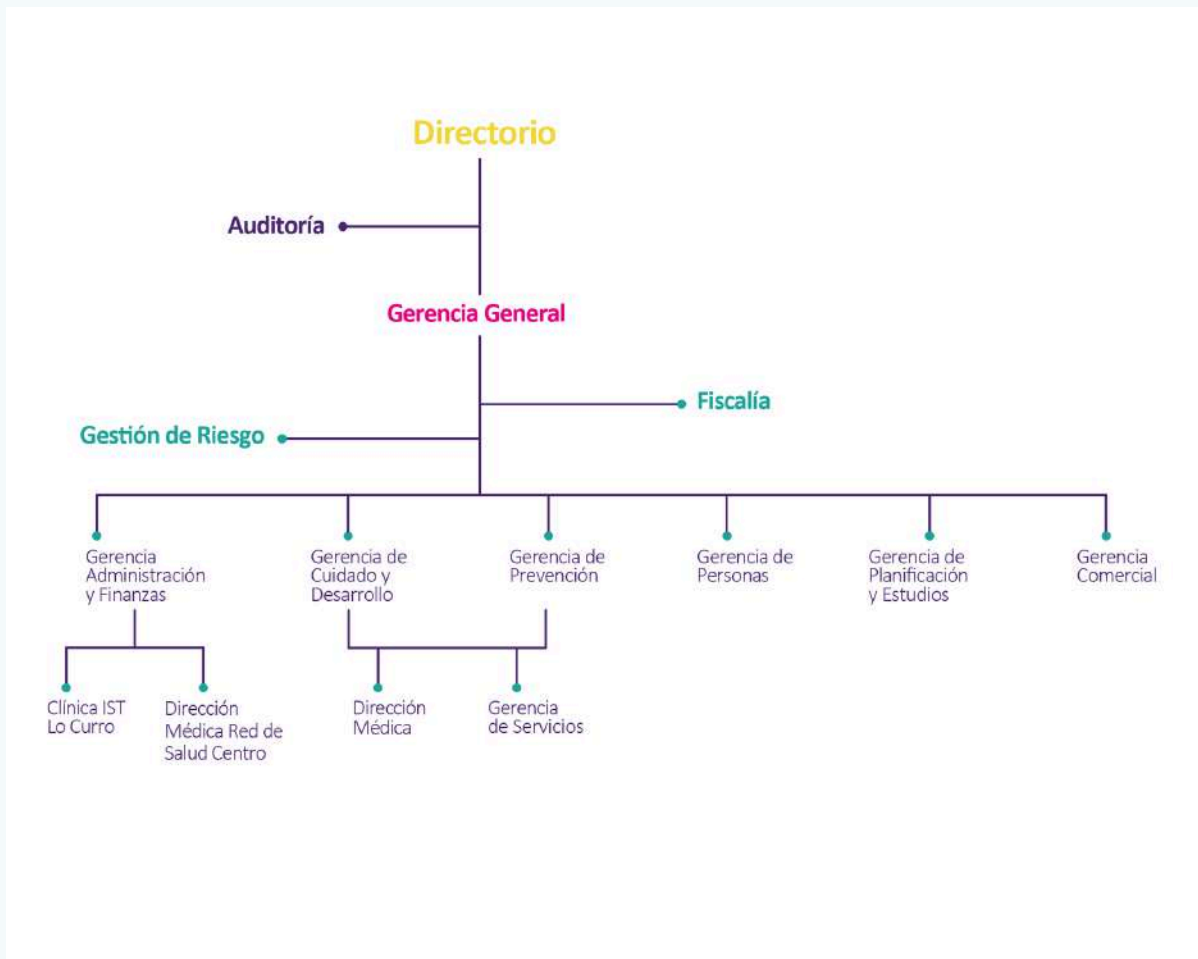 Directorio
Auditoría
Gerencia General
Fiscalía
Gestión de Riesgo
Gerencia
Administración
y Finanzas
Gerencia de
Cuidado y
Desarrollo
Gerencia de
Prevención
Gerencia de
Personas
Gerencia de
Planificación
y Estudios
Gerencia
Comercial
Clínica IST
Lo Curro
Dirección
Médica Red de
Salud Centro
Dirección
Médica
Gerencia
de Servicios